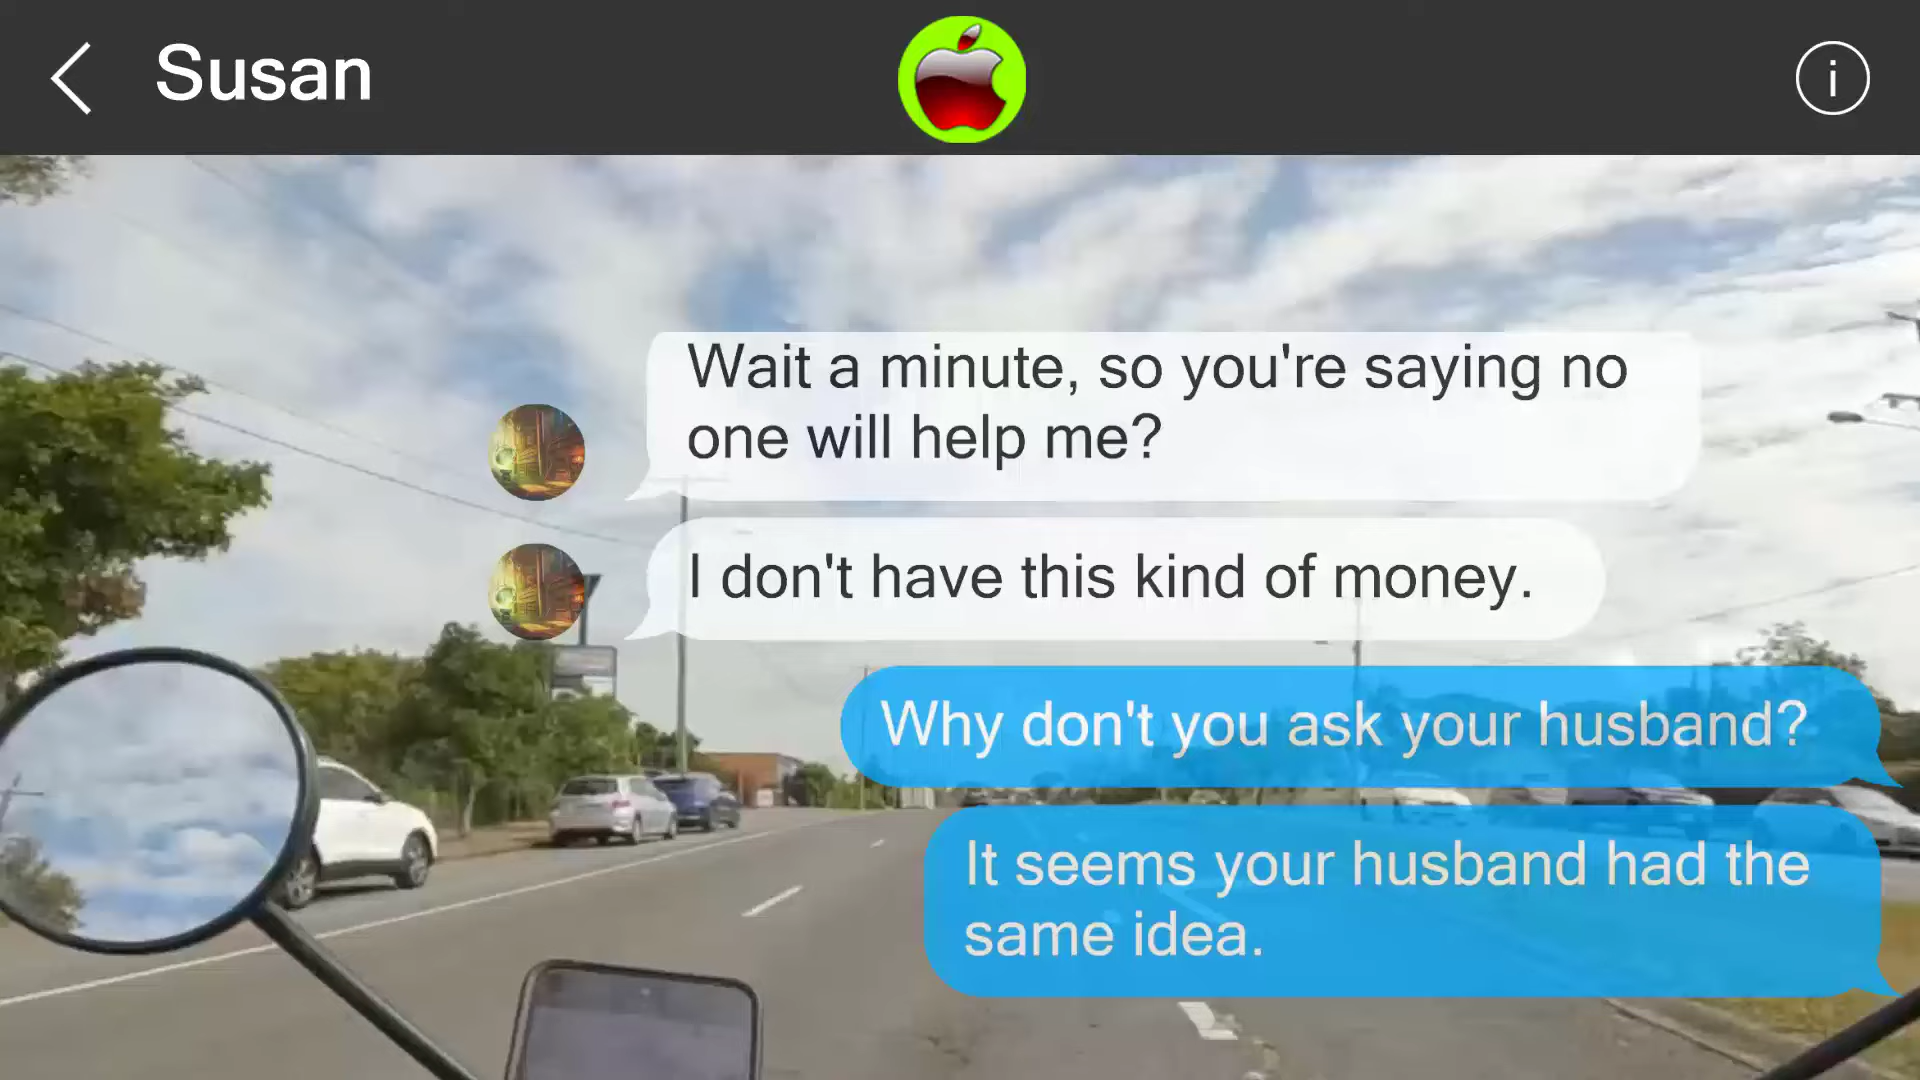 Susan
Wait a minute, so you're saying no
one will help me?
I don't have this kind of money.
Why don't you ask your husband?
It seems your husband had the
same idea.